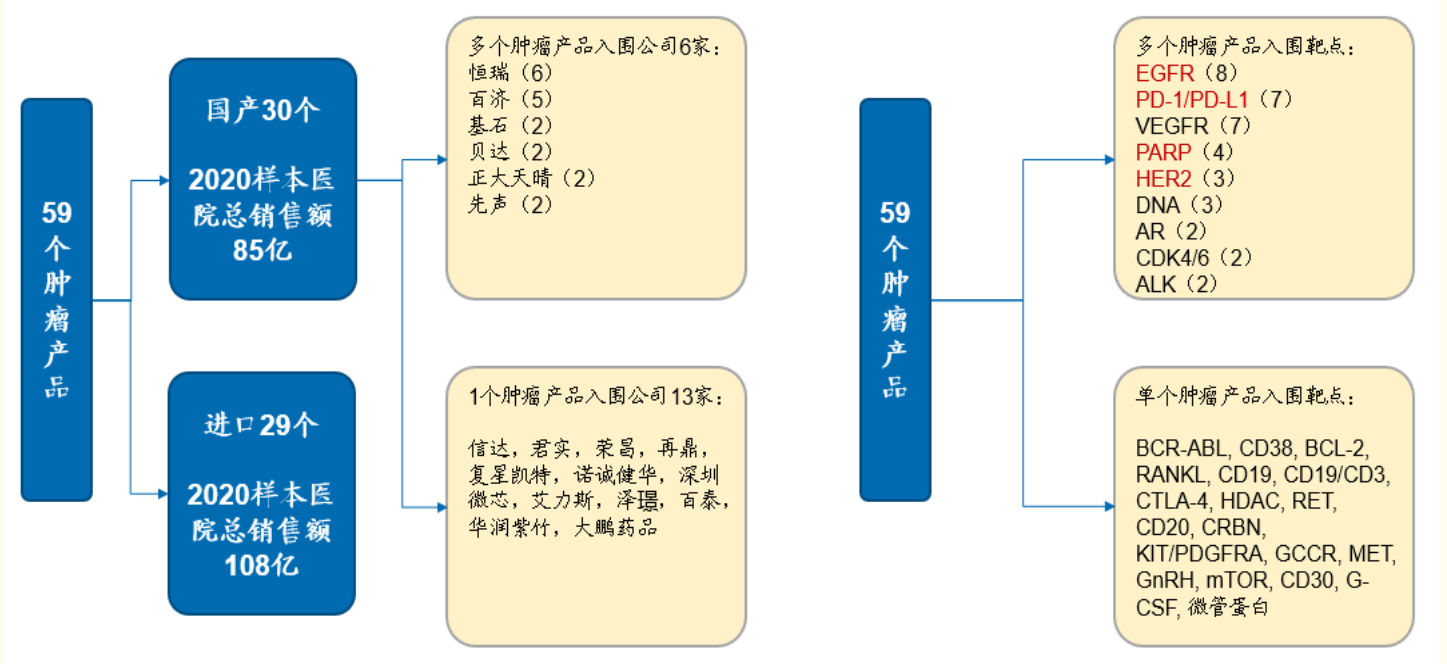 59
个
肿
瘤
产
品
国产30个
2020样本医
院总销售额
85亿
进口29个
2020样本医
院总销售额
108亿
多个肿瘤产品入围公司6家：
恒瑞（6）
百济（5）
基石（2）
贝达（2）
正大天晴（2）
先声（2）
1个肿瘤产品入围公司13家：
信达，君实，荣昌，再鼎，
复星凯特，诺诚健华，深圳
微芯，艾力斯，泽璟，百泰，
华润紫竹，大鹏药品
59
个
肿
瘤
产
品
多个肿瘤产品入围靶点：
EGFR（8）
PD-1/PD-L1（7）
VEGFR（7）
PARP（4）
HER2（3）
DNA（3）
AR（2）
CDK4/6（2）
ALK（2）
单个肿瘤产品入围靶点：
BCR-ABL, CD38, BCL-2,
RANKL, CD19, CD19/CD3,
CTLA-4, HDAC, RET,
CD20, CRBN,
KIT/PDGFRA, GCCR, MET,
GnRH, mTOR, CD30, G-
CSF, 微管蛋白